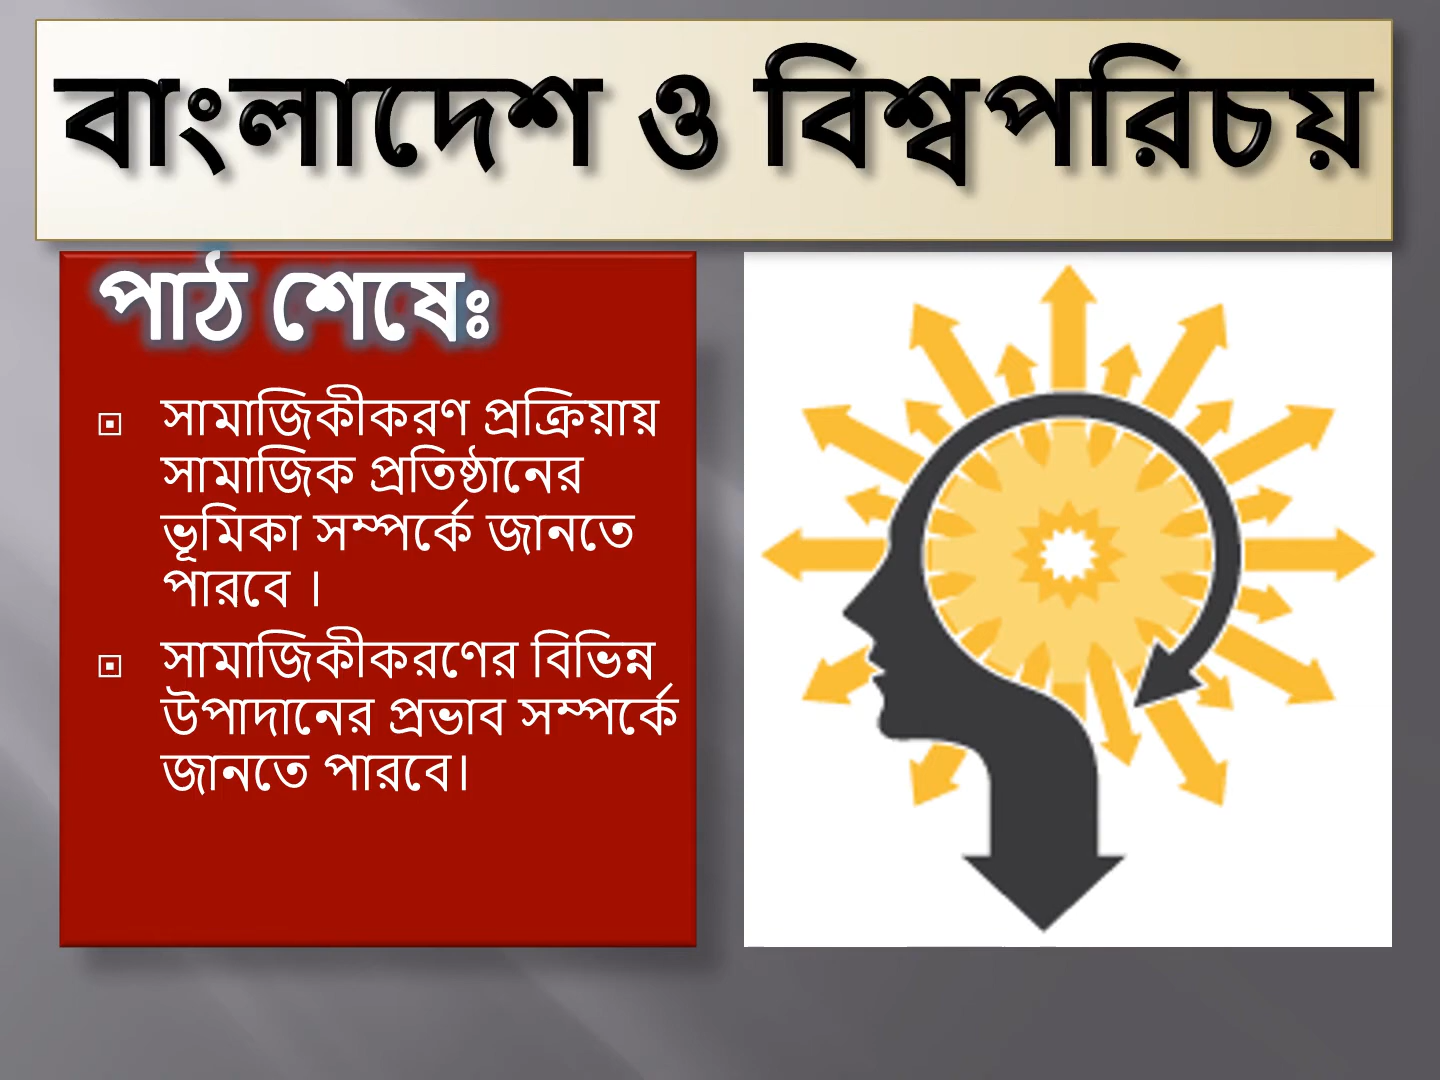 বাংলাদেশ ও বিশ্বপরিচয়
পাঠ শেষেঃ
সামাজিকীকরণ প্রক্রিয়ায়
সামাজিক প্রতিষ্ঠানের
ভূমিকা সম্পর্কে জানতে
পারবে ।
সামাজিকীকরণের বিভিন্ন
উপাদানের প্রভাব সম্পর্কে
জানতে পারবে।